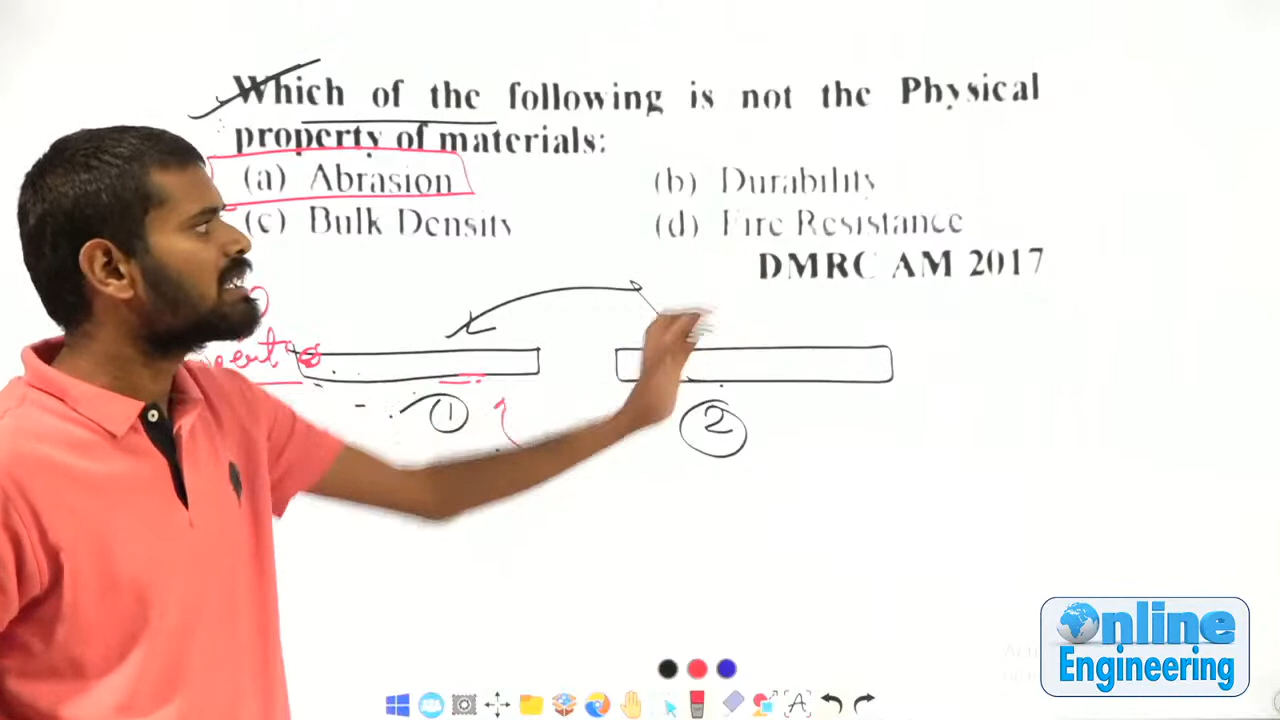 Which of the following is not the Physical
property of materials:
(a) Abrasion (b) Durability
(c) Bulk Density (d) Fire Resistance
DMRC AM 2017
1 2
Online
Engineering